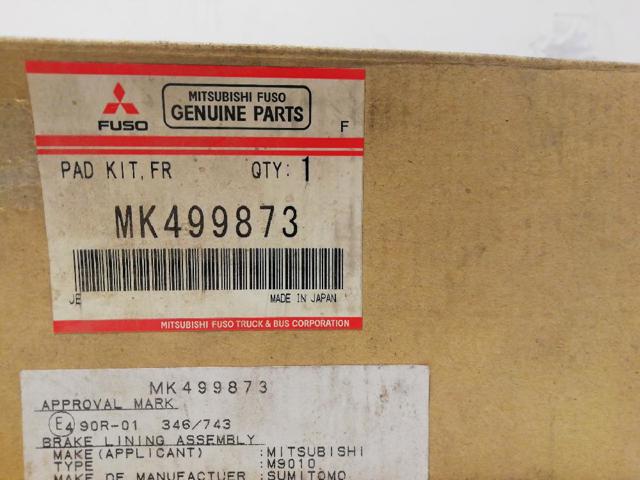 FUSO
MITSUBISHI FUSO
GENUINE PARTS
F
PAD KIT, FR QTY: 1
MK499873
JE MADE IN JAPAN
MITSUBISHI FUSO TRUCK & BUS CORPORATION
MK499873
APPROVAL MARK
E4 90R-01 346/743
BRAKE LINING ASSEMBLY
MAKE (APPLICANT) :MITSUBISHI
TYPE :M9010
MAKE OF MANUFACTUER :SUMITOMO